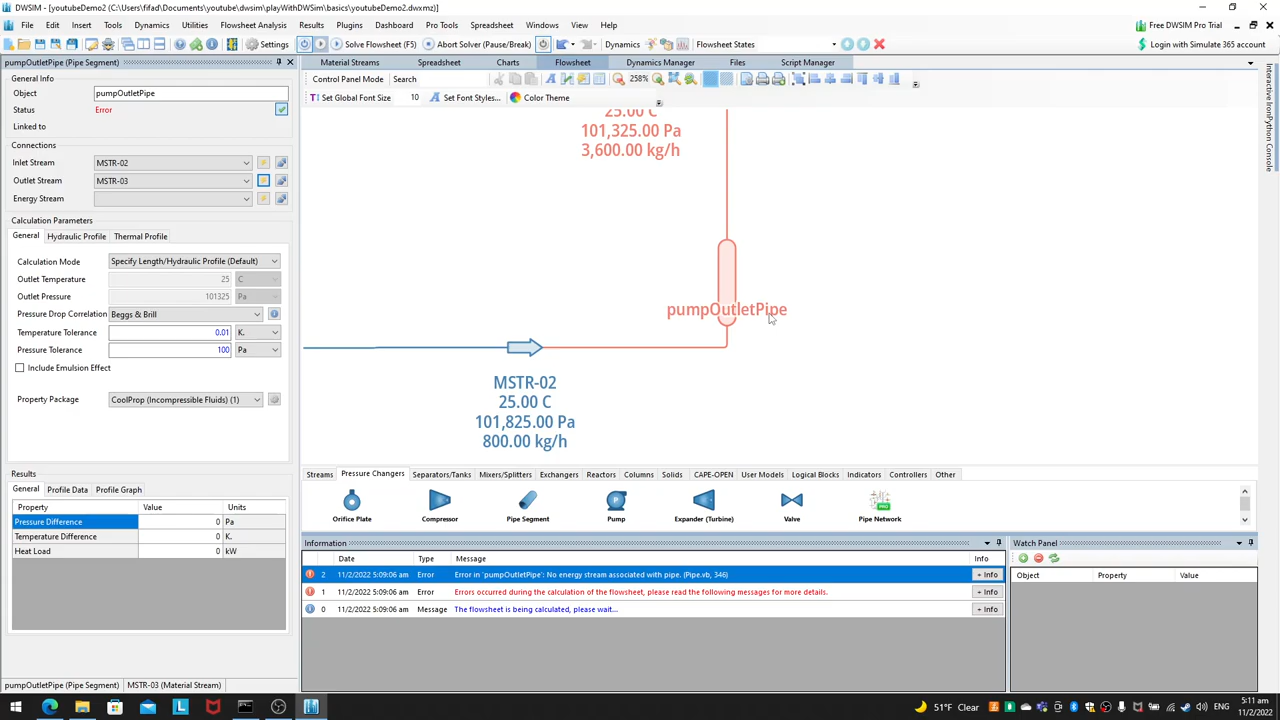 DWSIM - [youtubeDemo2 (C:\Users\fifad\Documents\youtube\dwsim\playWithDWSim\basics\youtubeDemo2.dwxmz)]
File Edit Insert Tools Dynamics Utilities Flowsheet Analysis Results Plugins Dashboard Pro Tools Spreadsheet Windows View Help
Free DWSIM Pro Trial
Settings Solve Flowsheet (F5) Abort Solver (Pause/Break) Dynamics Flowsheet States
Login with Simulate 365 account
pumpOutletPipe (Pipe Segment)
Material Streams Spreadsheet Charts Flowsheet Dynamics Manager Files Script Manager
General Info
Object pumpOutletPipe
Status Error
Linked to
Connections
Inlet Stream MSTR-02
Outlet Stream MSTR-03
Energy Stream
Calculation Parameters
General Hydraulic Profile Thermal Profile
Calculation Mode Specify Length/Hydraulic Profile (Default)
Outlet Temperature 25 C
Outlet Pressure 101325 Pa
Pressure Drop Correlation Beggs & Brill
Temperature Tolerance 0.01 K.
Pressure Tolerance 100 Pa
Include Emulsion Effect
Property Package CoolProp (Incompressible Fluids) (1)
Results
General Profile Data Profile Graph
Property Value Units
Pressure Difference 0 Pa
Temperature Difference 0 K.
Heat Load 0 kW
pumpOutletPipe (Pipe Segment) MSTR-03 (Material Stream)
Control Panel Mode Search 258%
Set Global Font Size 10 Set Font Styles... Color Theme
25.00 C
101,325.00 Pa
3,600.00 kg/h
pumpOutletPipe
MSTR-02
25.00 C
101,825.00 Pa
800.00 kg/h
Streams Pressure Changers Separators/Tanks Mixers/Splitters Exchangers Reactors Columns Solids CAPE-OPEN User Models Logical Blocks Indicators Controllers Other
Orifice Plate Compressor Pipe Segment Pump Expander (Turbine) Valve Pipe Network
PRO
Information
Date Type Message Info
2 11/2/2022 5:09:06 am Error Error in 'pumpOutletPipe': No energy stream associated with pipe. (Pipe.vb, 346) + Info
1 11/2/2022 5:09:06 am Error Errors occurred during the calculation of the flowsheet, please read the following messages for more details. + Info
0 11/2/2022 5:09:06 am Message The flowsheet is being calculated, please wait... + Info
Watch Panel
Object Property Value
Interactive IronPython Console
51°F Clear
ENG
5:11 am
11/2/2022